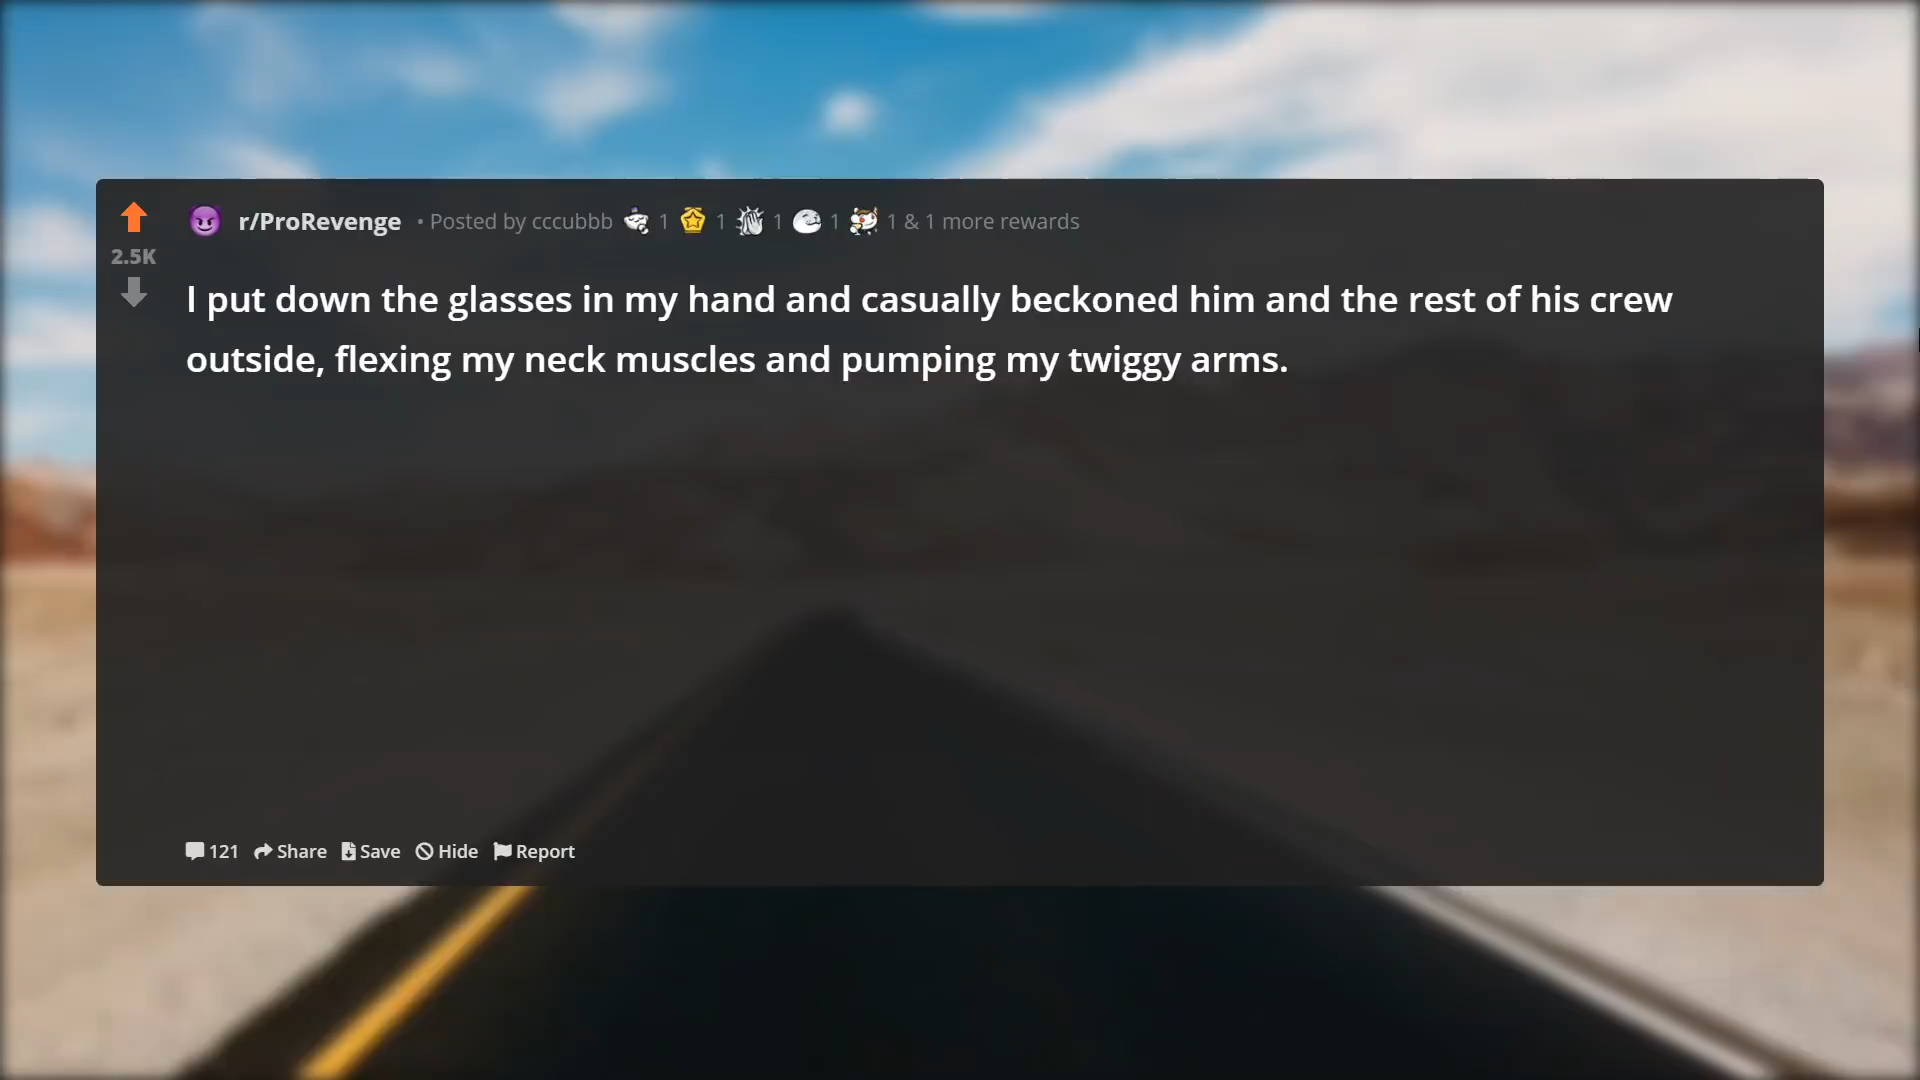 r/ProRevenge • Posted by cccubbb 1 1 1 1 1 & 1 more rewards
2.5K
I put down the glasses in my hand and casually beckoned him and the rest of his crew
outside, flexing my neck muscles and pumping my twiggy arms.
121 Share Save Hide Report